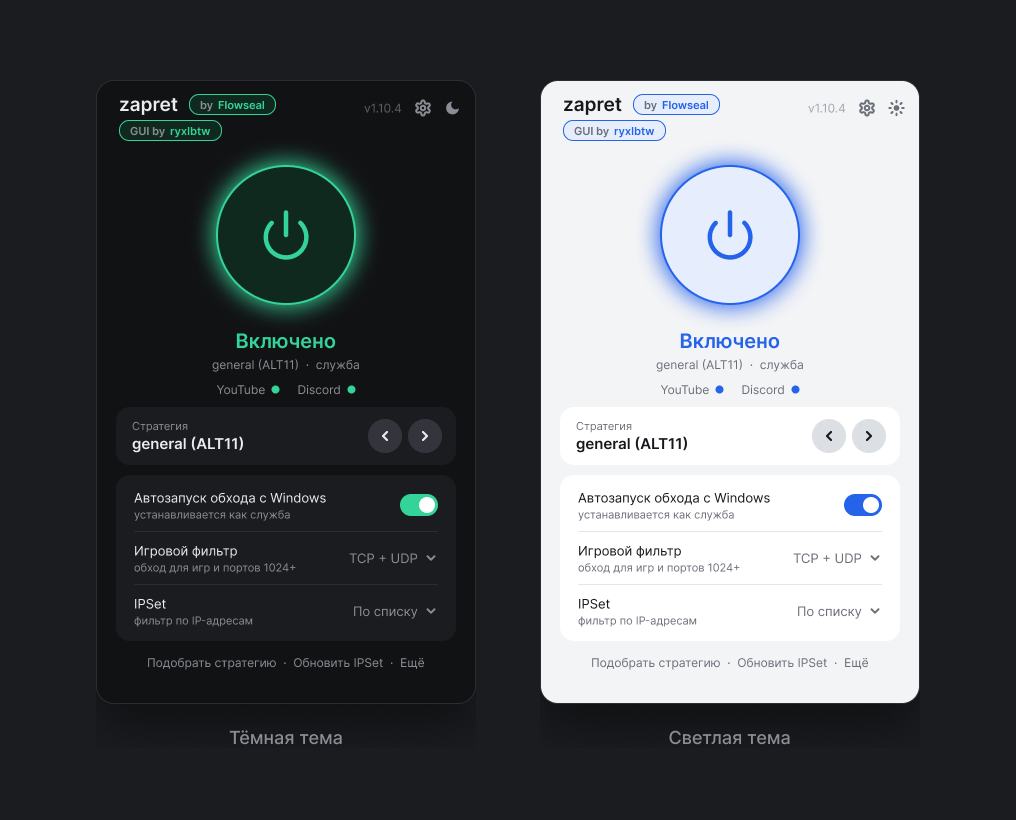 zapret by Flowseal v1.10.4
GUI by ryxlbtw
Включено
general (ALT11) · служба
YouTube Discord
Стратегия
general (ALT11)
Автозапуск обхода с Windows
устанавливается как служба
Игровой фильтр
обход для игр и портов 1024+
TCP + UDP
IPSet
фильтр по IP-адресам
По списку
Подобрать стратегию · Обновить IPSet · Ещё
Тёмная тема
zapret by Flowseal v1.10.4
GUI by ryxlbtw
Включено
general (ALT11) · служба
YouTube Discord
Стратегия
general (ALT11)
Автозапуск обхода с Windows
устанавливается как служба
Игровой фильтр
обход для игр и портов 1024+
TCP + UDP
IPSet
фильтр по IP-адресам
По списку
Подобрать стратегию · Обновить IPSet · Ещё
Светлая тема